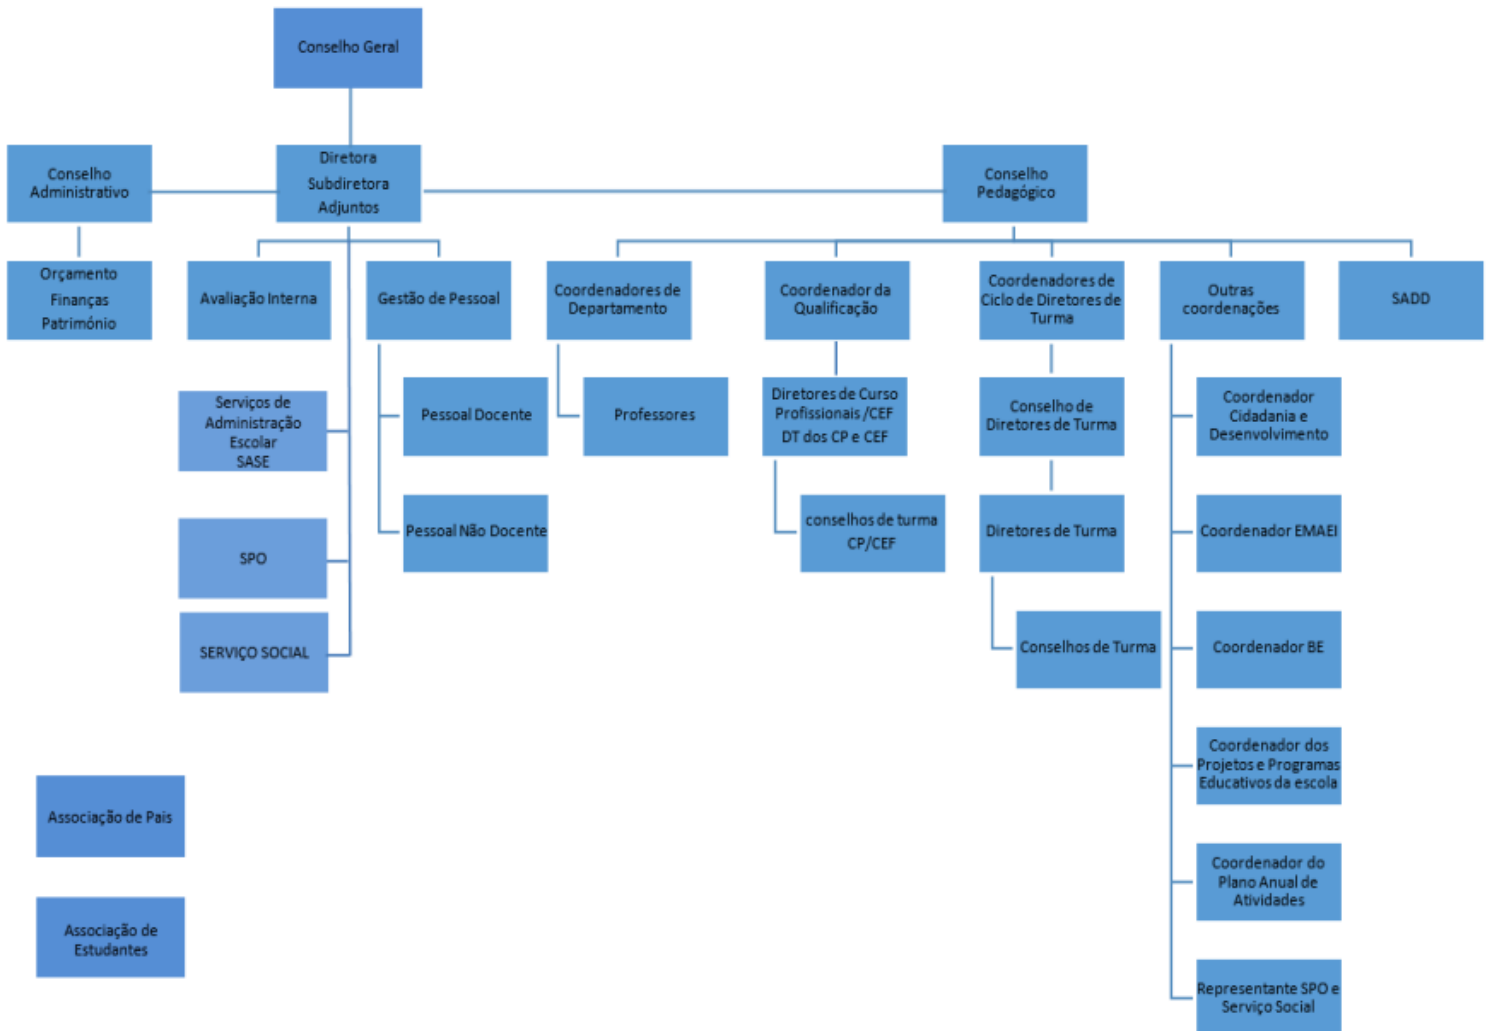 Conselho Geral
Conselho
Administrativo
Diretora
Subdiretora
Adjuntos
Conselho
Pedagógico
Orçamento
Finanças
Património
Avaliação Interna
Gestão de Pessoal
Coordenadores de
Departamento
Coordenador da
Qualificação
Coordenadores de
Ciclo de Diretores de
Turma
Outras
coordenações
SADD
Serviços de
Administração
Escolar
SASE
Pessoal Docente
Professores
Diretores de Curso
Profissionais /CEF
DT dos CP e CEF
Conselho de
Diretores de Turma
Coordenador
Cidadania e
Desenvolvimento
SPO
Pessoal Não Docente
conselhos de turma
CP/CEF
Diretores de Turma
Coordenador EMAEI
SERVIÇO SOCIAL
Conselhos de Turma
Coordenador BE
Coordenador dos
Projetos e Programas
Educativos da escola
Associação de Pais
Coordenador do
Plano Anual de
Atividades
Associação de
Estudantes
Representante SPO e
Serviço Social